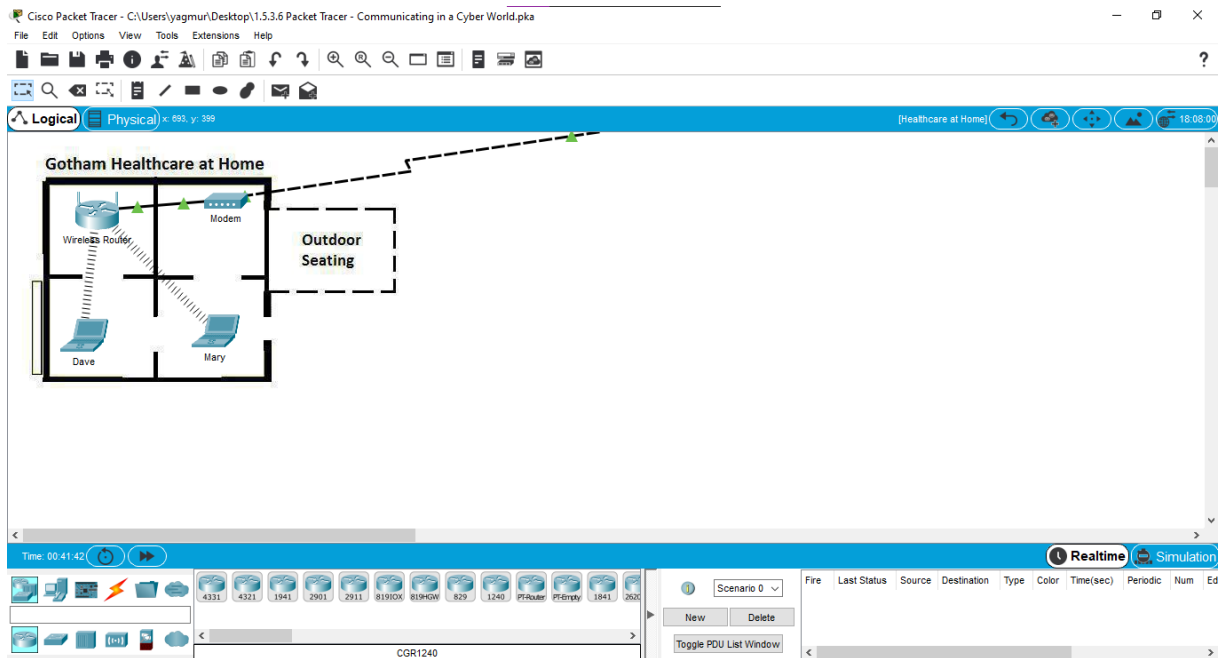 Cisco Packet Tracer - C:\Users\yagmur\Desktop\1.5.3.6 Packet Tracer - Communicating in a Cyber World.pka
File Edit Options View Tools Extensions Help
?
Logical Physical x: 693, y: 399 [Healthcare at Home] 18:08:00
Gotham Healthcare at Home
Modem
Wireless Router
Outdoor
Seating
Dave
Mary
Time: 00:41:42 Realtime Simulation
4331 4321 1941 2901 2911 819IOX 819HGW 829 1240 PT-Router PT-Empty 1841 2620
CGR1240
Scenario 0
New Delete
Toggle PDU List Window
Fire Last Status Source Destination Type Color Time(sec) Periodic Num Ed